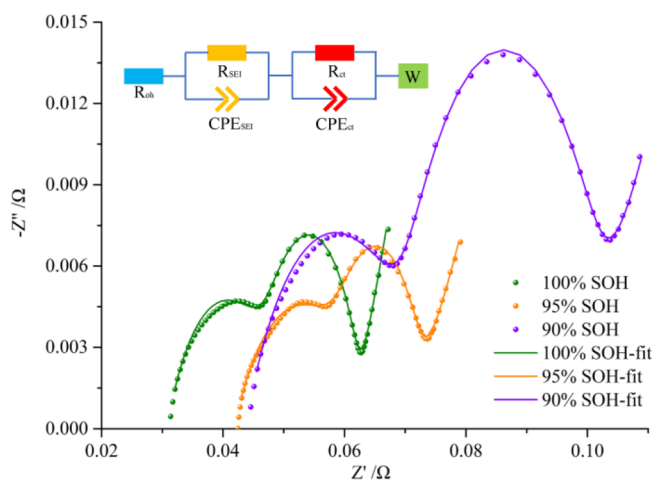 0.015
0.012
0.009
0.006
0.003
0.000
-Z″ /Ω
R_oh
R_SEI
CPE_SEI
R_ct
CPE_ct
W
100% SOH
95% SOH
90% SOH
100% SOH-fit
95% SOH-fit
90% SOH-fit
0.02 0.04 0.06 0.08 0.10
Z′ /Ω